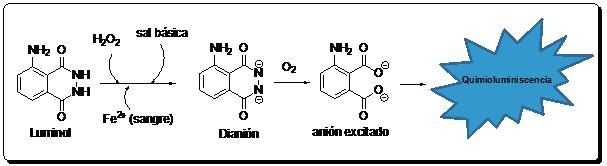 H2O2
sal básica
NH2 O
NH
NH
O
Luminol
Fe2+ (sangre)
NH2 O
N⊖
N⊖
O
Dianión
O2
NH2 O
O⊖
O⊖
O
anión excitado
Quimioluminiscencia